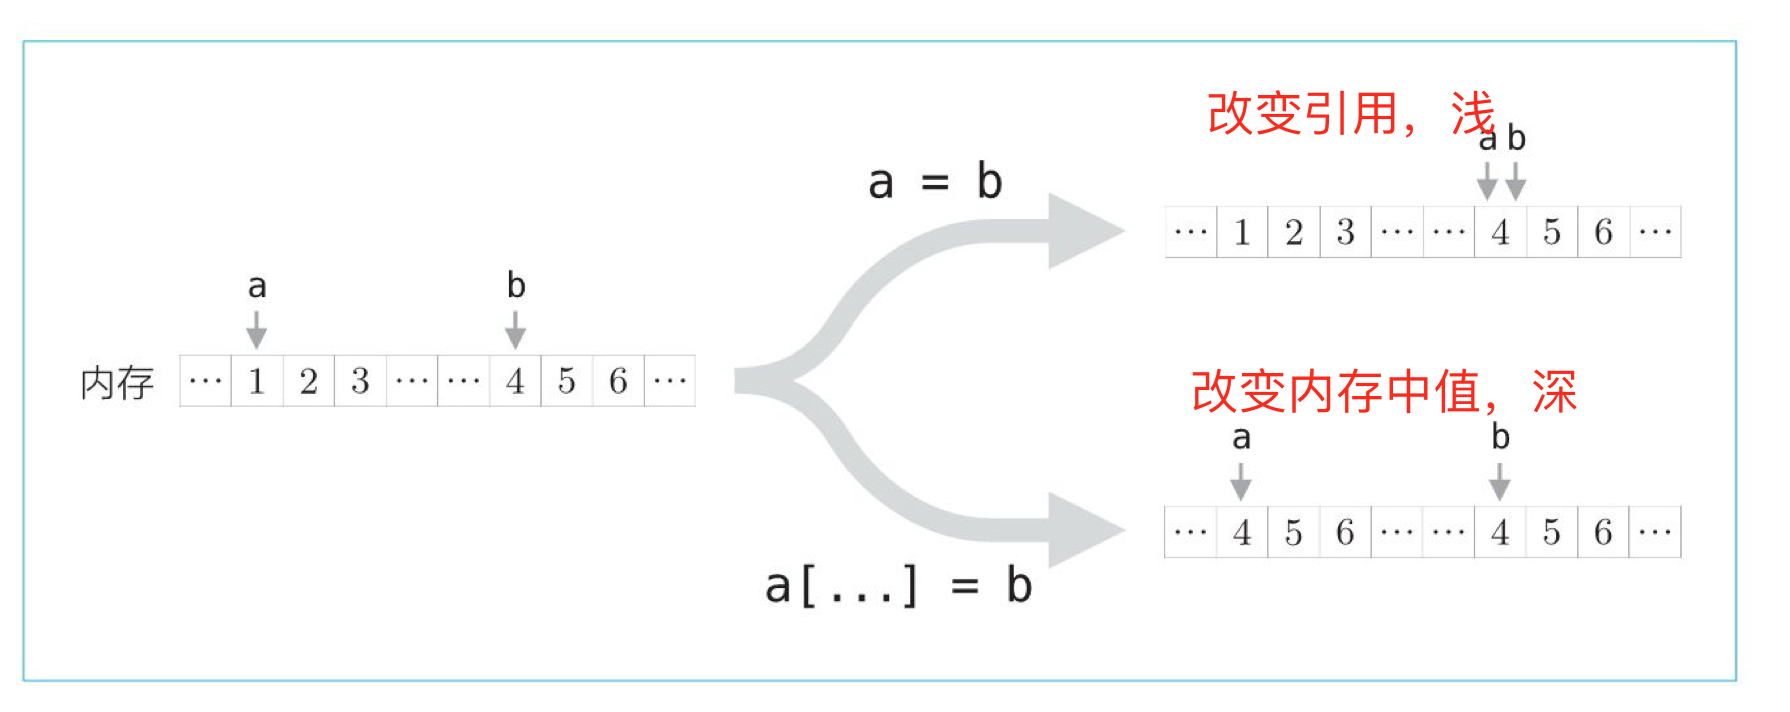 改变引用，浅
a b
a = b
… 1 2 3 … … 4 5 6 …
a b
内存 … 1 2 3 … … 4 5 6 …
改变内存中值，深
a b
… 4 5 6 … … 4 5 6 …
a[...] = b